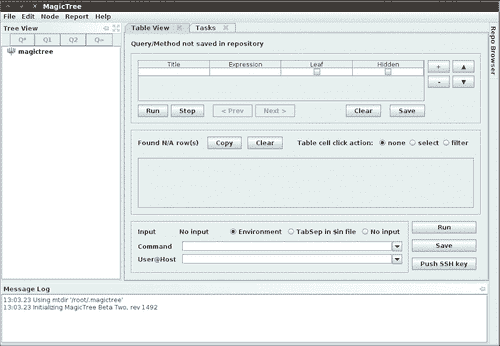 MagicTree
File Edit Node Report Help
Tree View
Q* Q1 Q2 Q∞
magictree
Table View Tasks
Query/Method not saved in repository
Title Expression Leaf Hidden
+ ▲
- ▼
Run Stop < Prev Next > Clear Save
Found N/A row(s) Copy Clear Table cell click action: none select filter
Input No input Environment TabSep in $in file No input
Run
Command
Save
User@Host
Push SSH key
Repo Browser
Message Log
13:03.23 Using mtdir '/root/.magictree'
13:03.23 Initializing MagicTree Beta Two, rev 1492